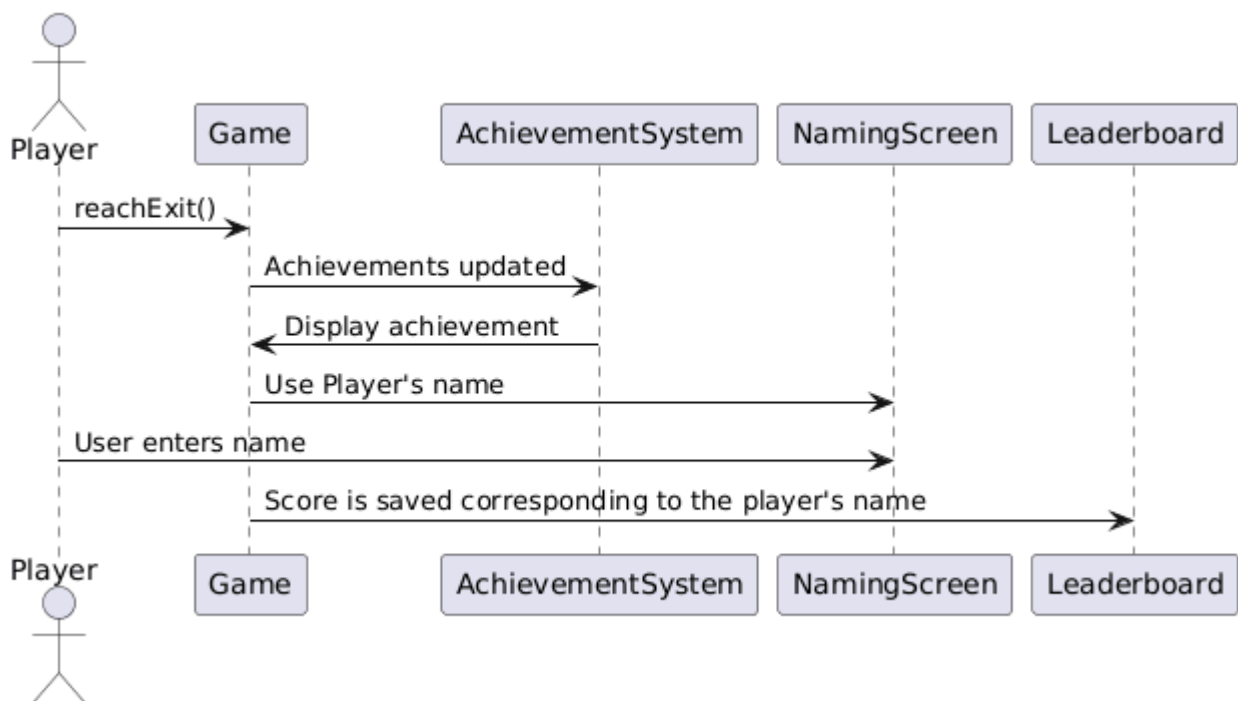 Player
Game
AchievementSystem
NamingScreen
Leaderboard
reachExit()
Achievements updated
Display achievement
Use Player's name
User enters name
Score is saved corresponding to the player's name
Player
Game
AchievementSystem
NamingScreen
Leaderboard